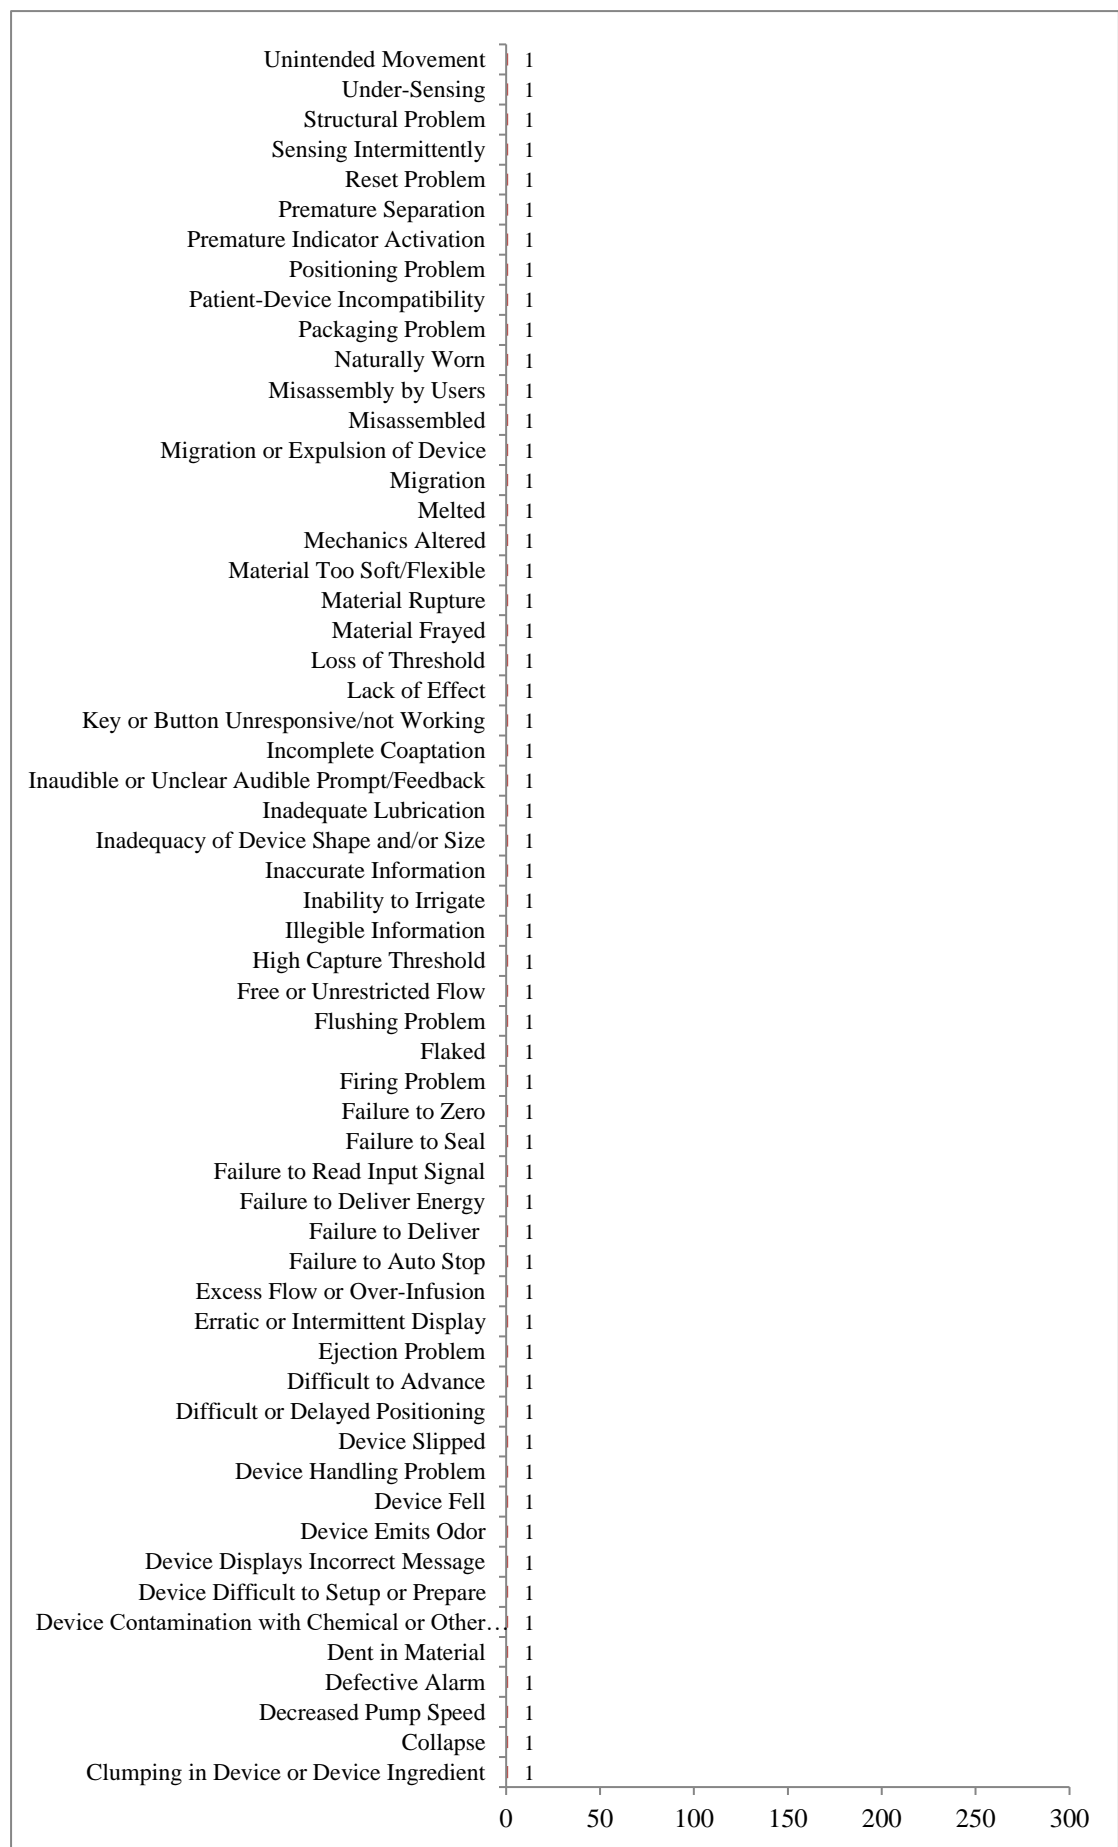 Unintended Movement 1
Under-Sensing 1
Structural Problem 1
Sensing Intermittently 1
Reset Problem 1
Premature Separation 1
Premature Indicator Activation 1
Positioning Problem 1
Patient-Device Incompatibility 1
Packaging Problem 1
Naturally Worn 1
Misassembly by Users 1
Misassembled 1
Migration or Expulsion of Device 1
Migration 1
Melted 1
Mechanics Altered 1
Material Too Soft/Flexible 1
Material Rupture 1
Material Frayed 1
Loss of Threshold 1
Lack of Effect 1
Key or Button Unresponsive/not Working 1
Incomplete Coaptation 1
Inaudible or Unclear Audible Prompt/Feedback 1
Inadequate Lubrication 1
Inadequacy of Device Shape and/or Size 1
Inaccurate Information 1
Inability to Irrigate 1
Illegible Information 1
High Capture Threshold 1
Free or Unrestricted Flow 1
Flushing Problem 1
Flaked 1
Firing Problem 1
Failure to Zero 1
Failure to Seal 1
Failure to Read Input Signal 1
Failure to Deliver Energy 1
Failure to Deliver 1
Failure to Auto Stop 1
Excess Flow or Over-Infusion 1
Erratic or Intermittent Display 1
Ejection Problem 1
Difficult to Advance 1
Difficult or Delayed Positioning 1
Device Slipped 1
Device Handling Problem 1
Device Fell 1
Device Emits Odor 1
Device Displays Incorrect Message 1
Device Difficult to Setup or Prepare 1
Device Contamination with Chemical or Other… 1
Dent in Material 1
Defective Alarm 1
Decreased Pump Speed 1
Collapse 1
Clumping in Device or Device Ingredient 1
0 50 100 150 200 250 300